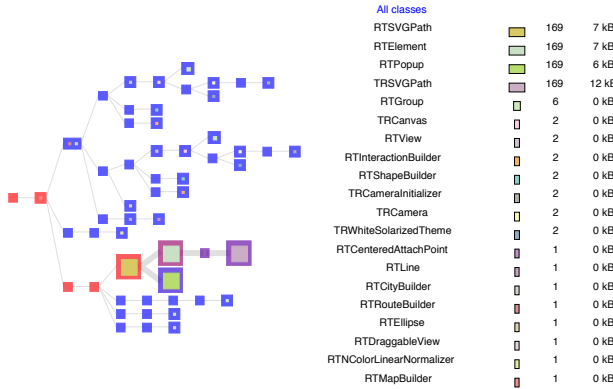 All classes
RTSVGPath 169 7 kB
RTElement 169 7 kB
RTPopup 169 6 kB
TRSVGPath 169 12 kB
RTGroup 6 0 kB
TRCanvas 2 0 kB
RTView 2 0 kB
RTInteractionBuilder 2 0 kB
RTShapeBuilder 2 0 kB
TRCameraInitializer 2 0 kB
TRCamera 2 0 kB
TRWhiteSolarizedTheme 2 0 kB
RTCenteredAttachPoint 1 0 kB
RTLine 1 0 kB
RTCityBuilder 1 0 kB
RTRouteBuilder 1 0 kB
RTEllipse 1 0 kB
RTDraggableView 1 0 kB
RTNColorLinearNormalizer 1 0 kB
RTMapBuilder 1 0 kB